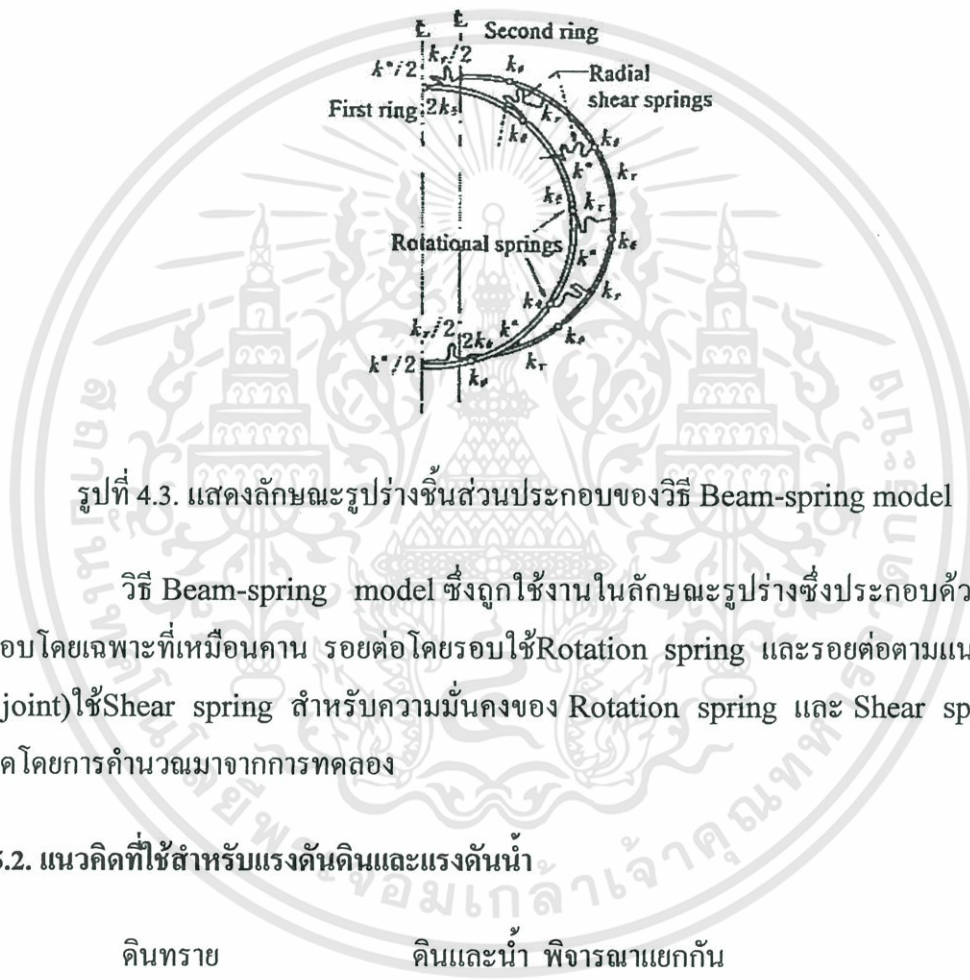 ℄ ℄
Second ring
kᵣ/2
k*/2
Radial
shear springs
First ring
Rotational springs
kᵣ/2
k*/2
รูปที่ 4.3. แสดงลักษณะรูปร่างชิ้นส่วนประกอบของวิธี Beam-spring model
วิธี Beam-spring model ซึ่งถูกใช้งานในลักษณะรูปร่างซึ่งประกอบด้ว
อบโดยเฉพาะที่เหมือนคาน รอยต่อโดยรอบใช้Rotation spring และรอยต่อตามแน
joint)ใช้Shear spring สำหรับความมั่นคงของ Rotation spring และ Shear sp
ดโดยการคำนวณมาจากการทดลอง
5.2. แนวคิดที่ใช้สำหรับแรงดันดินและแรงดันน้ำ
ดินทราย ดินและน้ำ พิจารณาแยกกัน